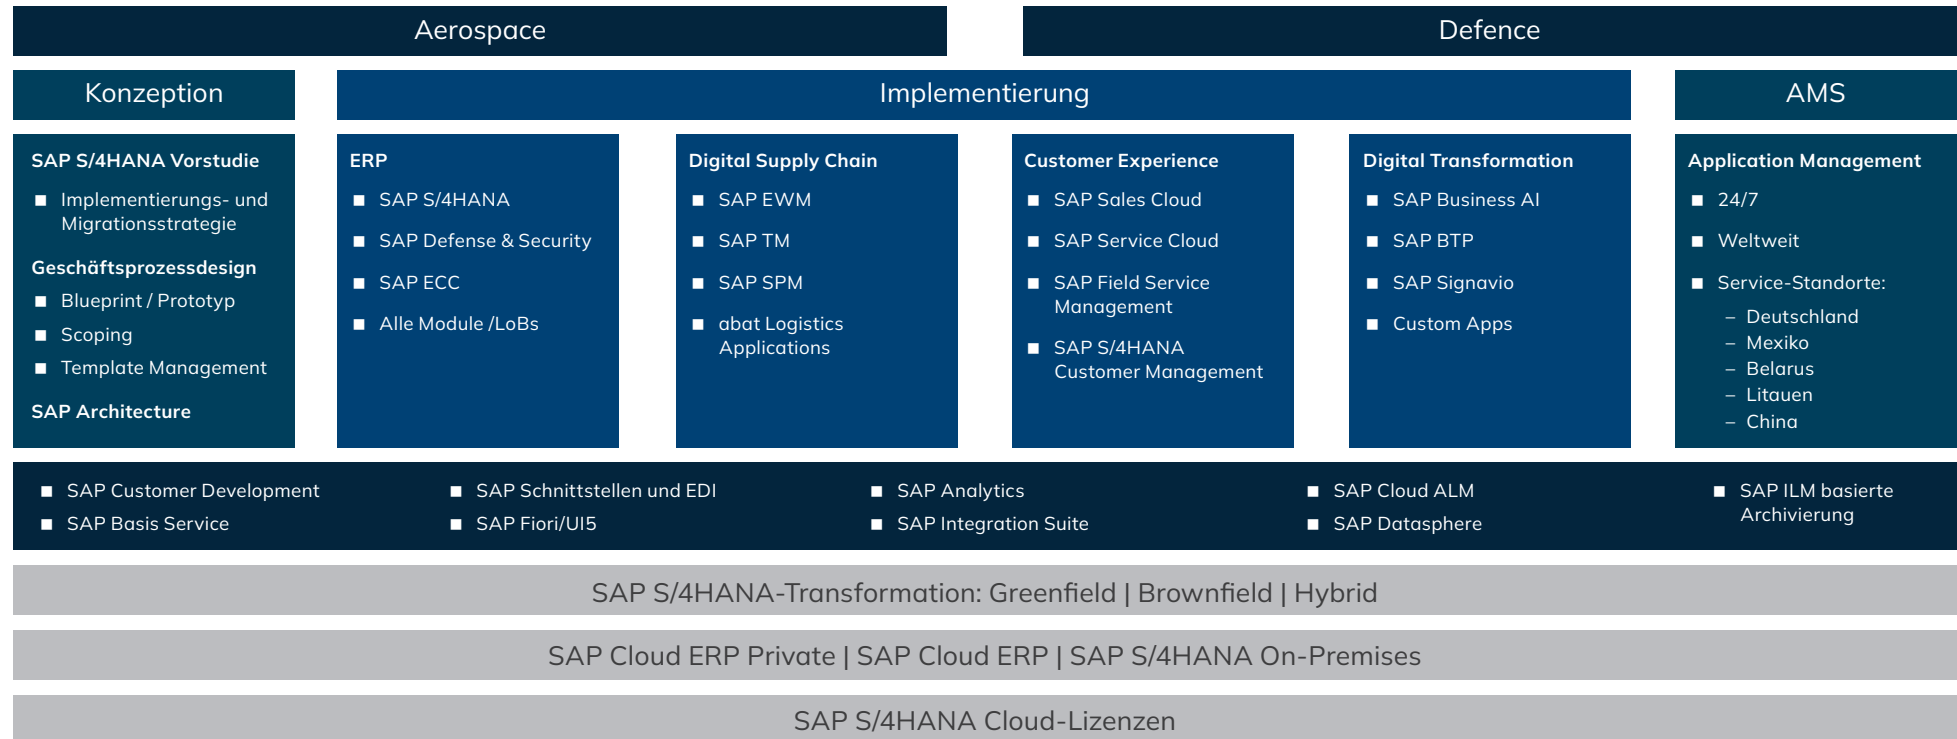 Aerospace
Defence
Konzeption
Implementierung
AMS
SAP S/4HANA Vorstudie
Implementierungs- und
Migrationsstrategie
Geschäftsprozessdesign
Blueprint / Prototyp
Scoping
Template Management
SAP Architecture
ERP
SAP S/4HANA
SAP Defense & Security
SAP ECC
Alle Module /LoBs
Digital Supply Chain
SAP EWM
SAP TM
SAP SPM
abat Logistics
Applications
Customer Experience
SAP Sales Cloud
SAP Service Cloud
SAP Field Service
Management
SAP S/4HANA
Customer Management
Digital Transformation
SAP Business AI
SAP BTP
SAP Signavio
Custom Apps
Application Management
24/7
Weltweit
Service-Standorte:
– Deutschland
– Mexiko
– Belarus
– Litauen
– China
SAP Customer Development
SAP Basis Service
SAP Schnittstellen und EDI
SAP Fiori/UI5
SAP Analytics
SAP Integration Suite
SAP Cloud ALM
SAP Datasphere
SAP ILM basierte
Archivierung
SAP S/4HANA-Transformation: Greenfield | Brownfield | Hybrid
SAP Cloud ERP Private | SAP Cloud ERP | SAP S/4HANA On-Premises
SAP S/4HANA Cloud-Lizenzen